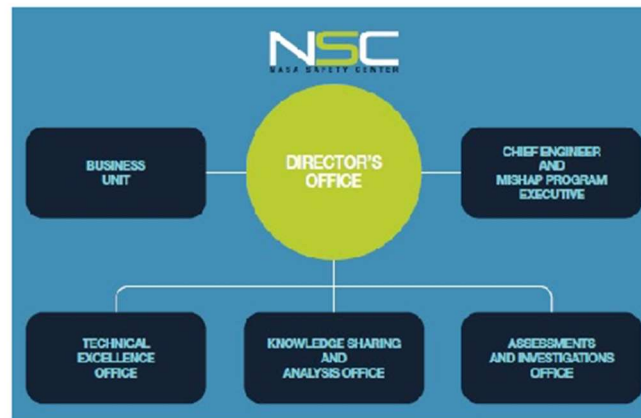 NSC
NASA SAFETY CENTER
BUSINESS
UNIT
DIRECTOR'S
OFFICE
CHIEF ENGINEER
AND
MISHAP PROGRAM
EXECUTIVE
TECHNICAL
EXCELLENCE
OFFICE
KNOWLEDGE SHARING
AND
ANALYSIS OFFICE
ASSESSMENTS
AND INVESTIGATIONS
OFFICE